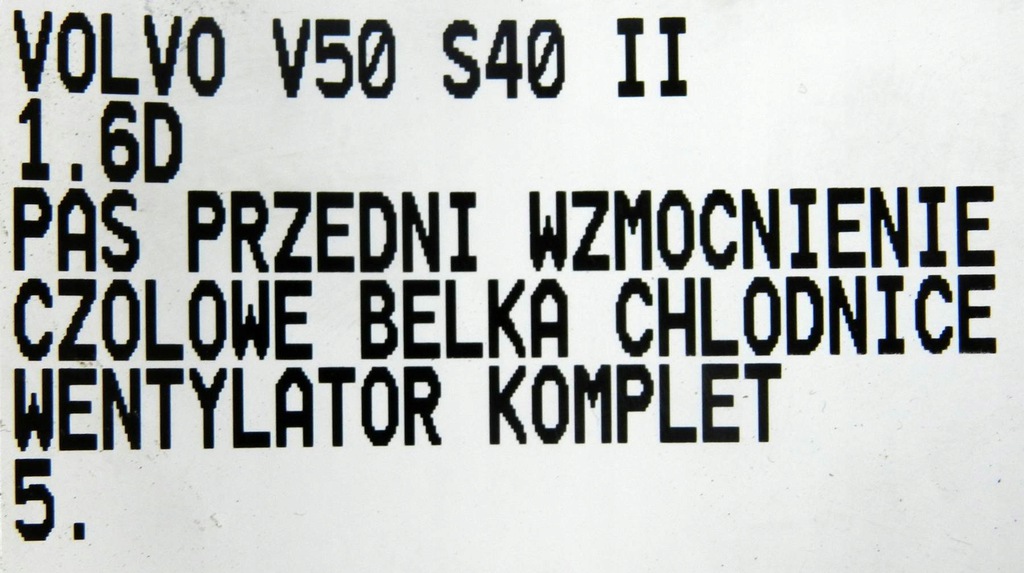 VOLVO V50 S40 II
1.6D
PAS PRZEDNI WZMOCNIENIE
CZOLOWE BELKA CHLODNICE
WENTYLATOR KOMPLET
5.